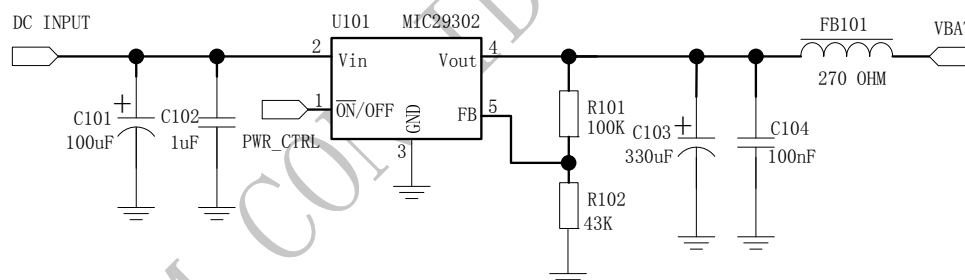 DC INPUT
U101 MIC29302
FB101
VBAT
2
Vin
Vout
4
270 OHM
PWR_CTRL
1
ON/OFF
GND
FB
5
3
C101
100uF
C102
1uF
R101
100K
R102
43K
C103
330uF
C104
100nF